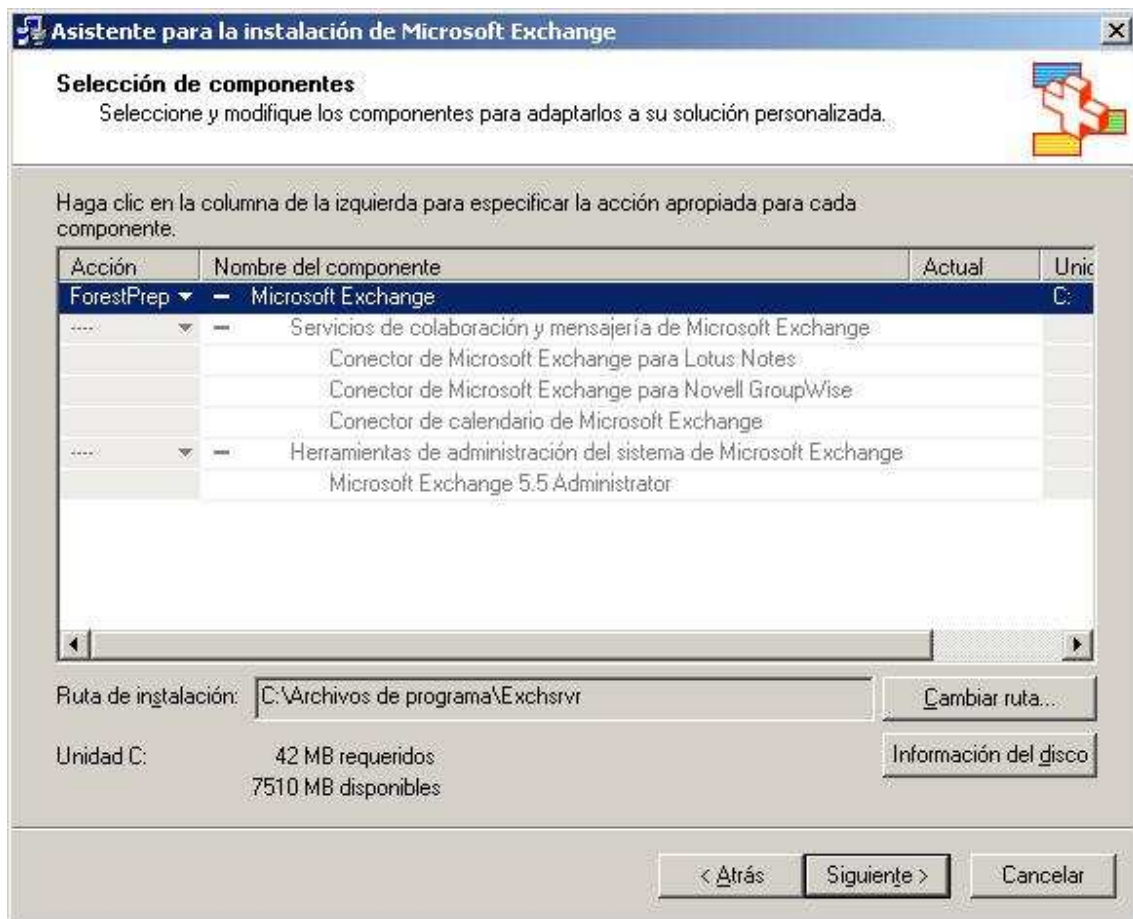 Asistente para la instalación de Microsoft Exchange
Selección de componentes
Seleccione y modifique los componentes para adaptarlos a su solución personalizada.
Haga clic en la columna de la izquierda para especificar la acción apropiada para cada
componente.
Acción Nombre del componente Actual Unic
ForestPrep Microsoft Exchange C:
---- Servicios de colaboración y mensajería de Microsoft Exchange
Conector de Microsoft Exchange para Lotus Notes
Conector de Microsoft Exchange para Novell GroupWise
Conector de calendario de Microsoft Exchange
---- Herramientas de administración del sistema de Microsoft Exchange
Microsoft Exchange 5.5 Administrator
Ruta de instalación: C:\Archivos de programa\Exchsrvr Cambiar ruta...
Unidad C: 42 MB requeridos Información del disco
7510 MB disponibles
< Atrás Siguiente > Cancelar